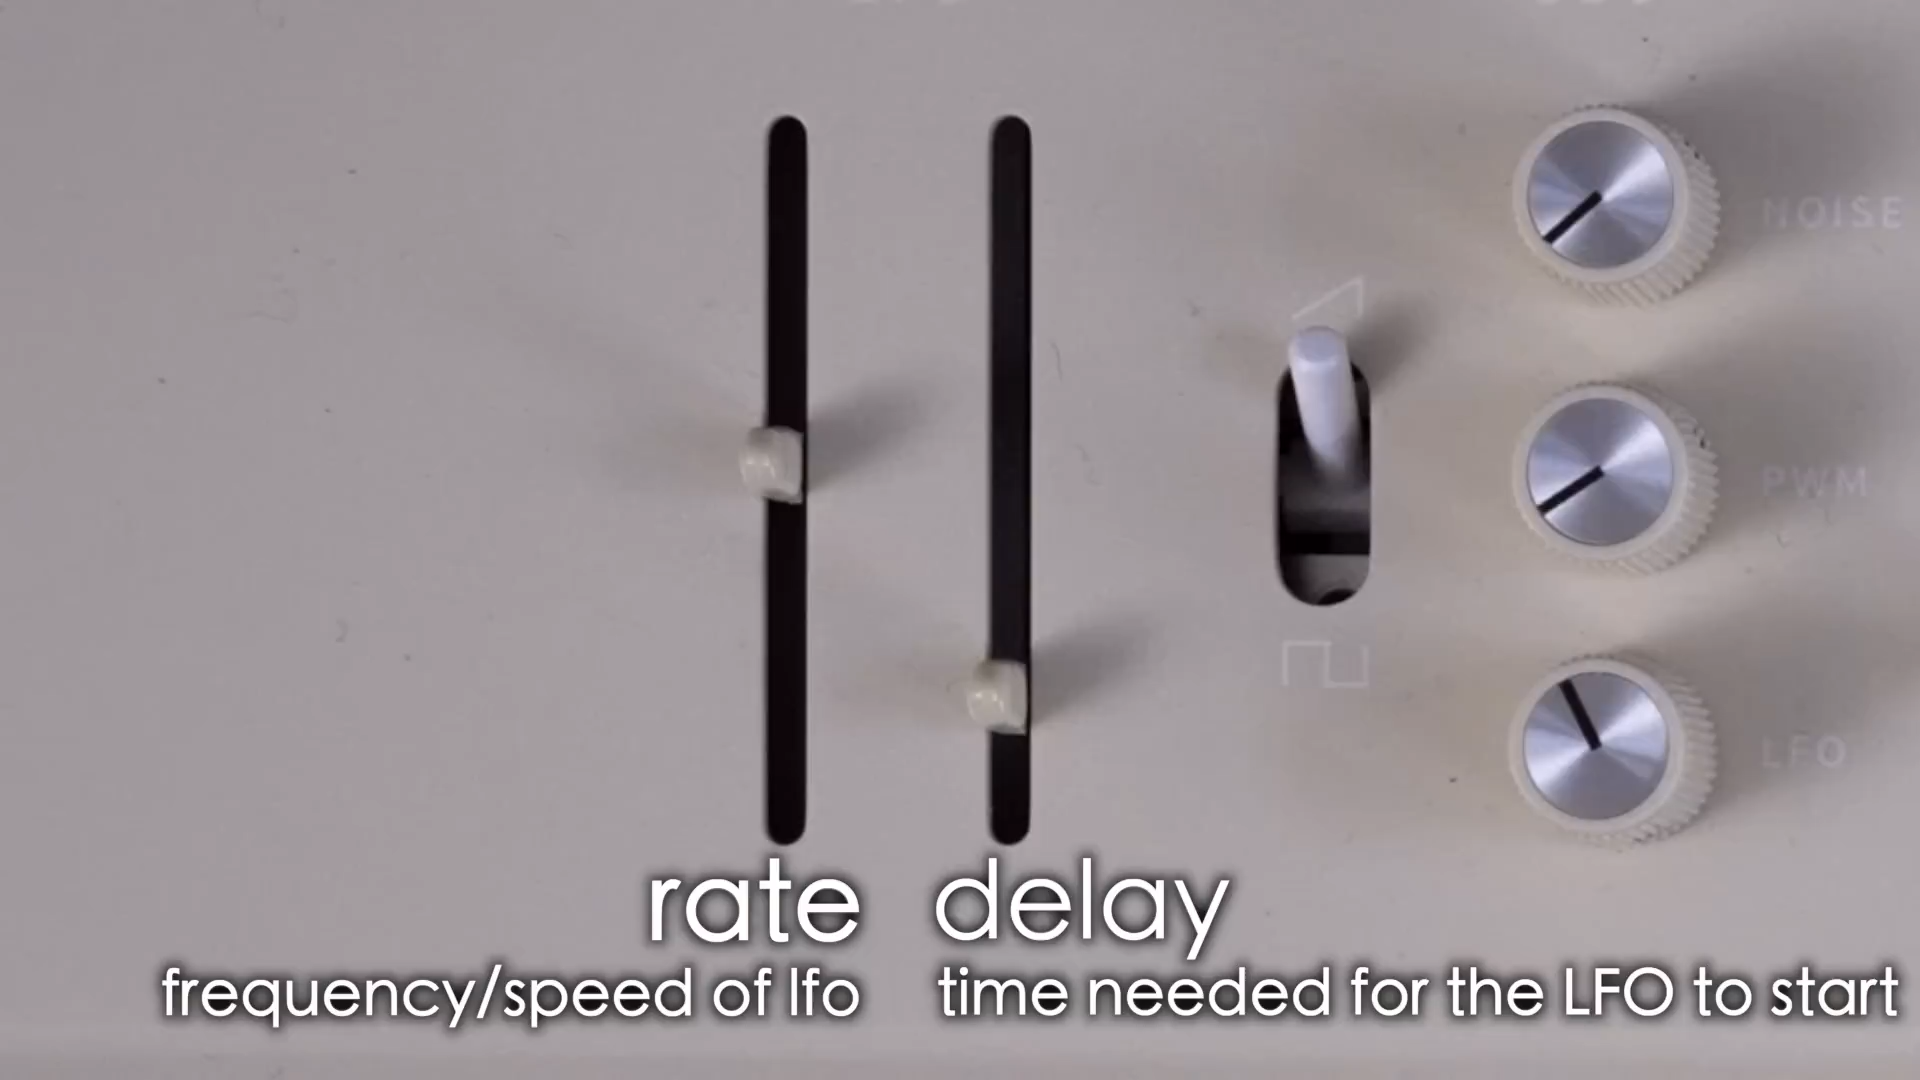 NOISE
PWM
LFO
rate delay
frequency/speed of lfo time needed for the LFO to start